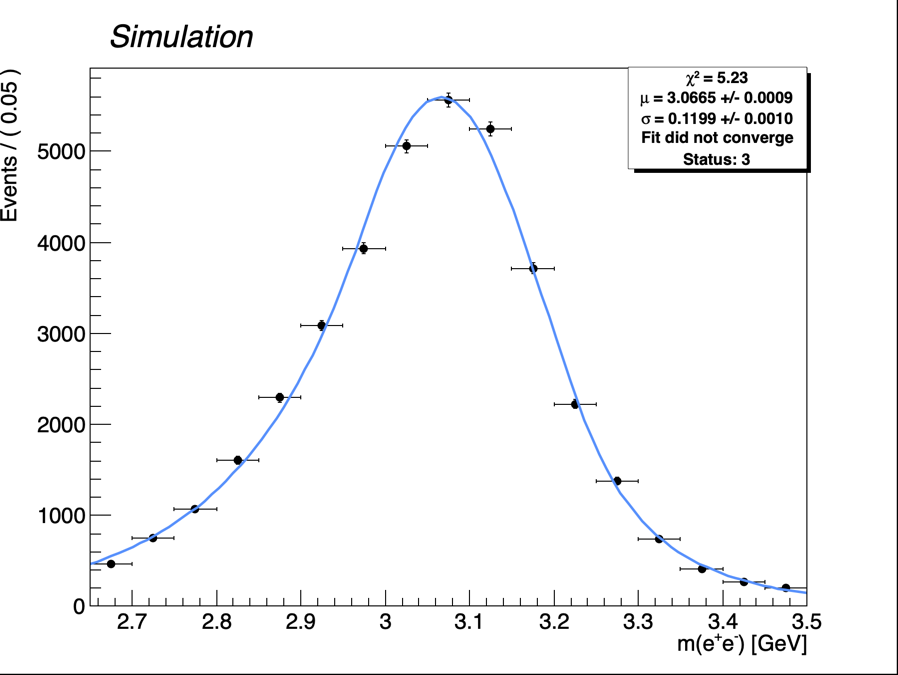 Simulation
χ² = 5.23
μ = 3.0665 +/- 0.0009
σ = 0.1199 +/- 0.0010
Fit did not converge
Status: 3
Events / ( 0.05 )
5000
4000
3000
2000
1000
0
2.7 2.8 2.9 3 3.1 3.2 3.3 3.4 3.5
m(e⁺e⁻) [GeV]